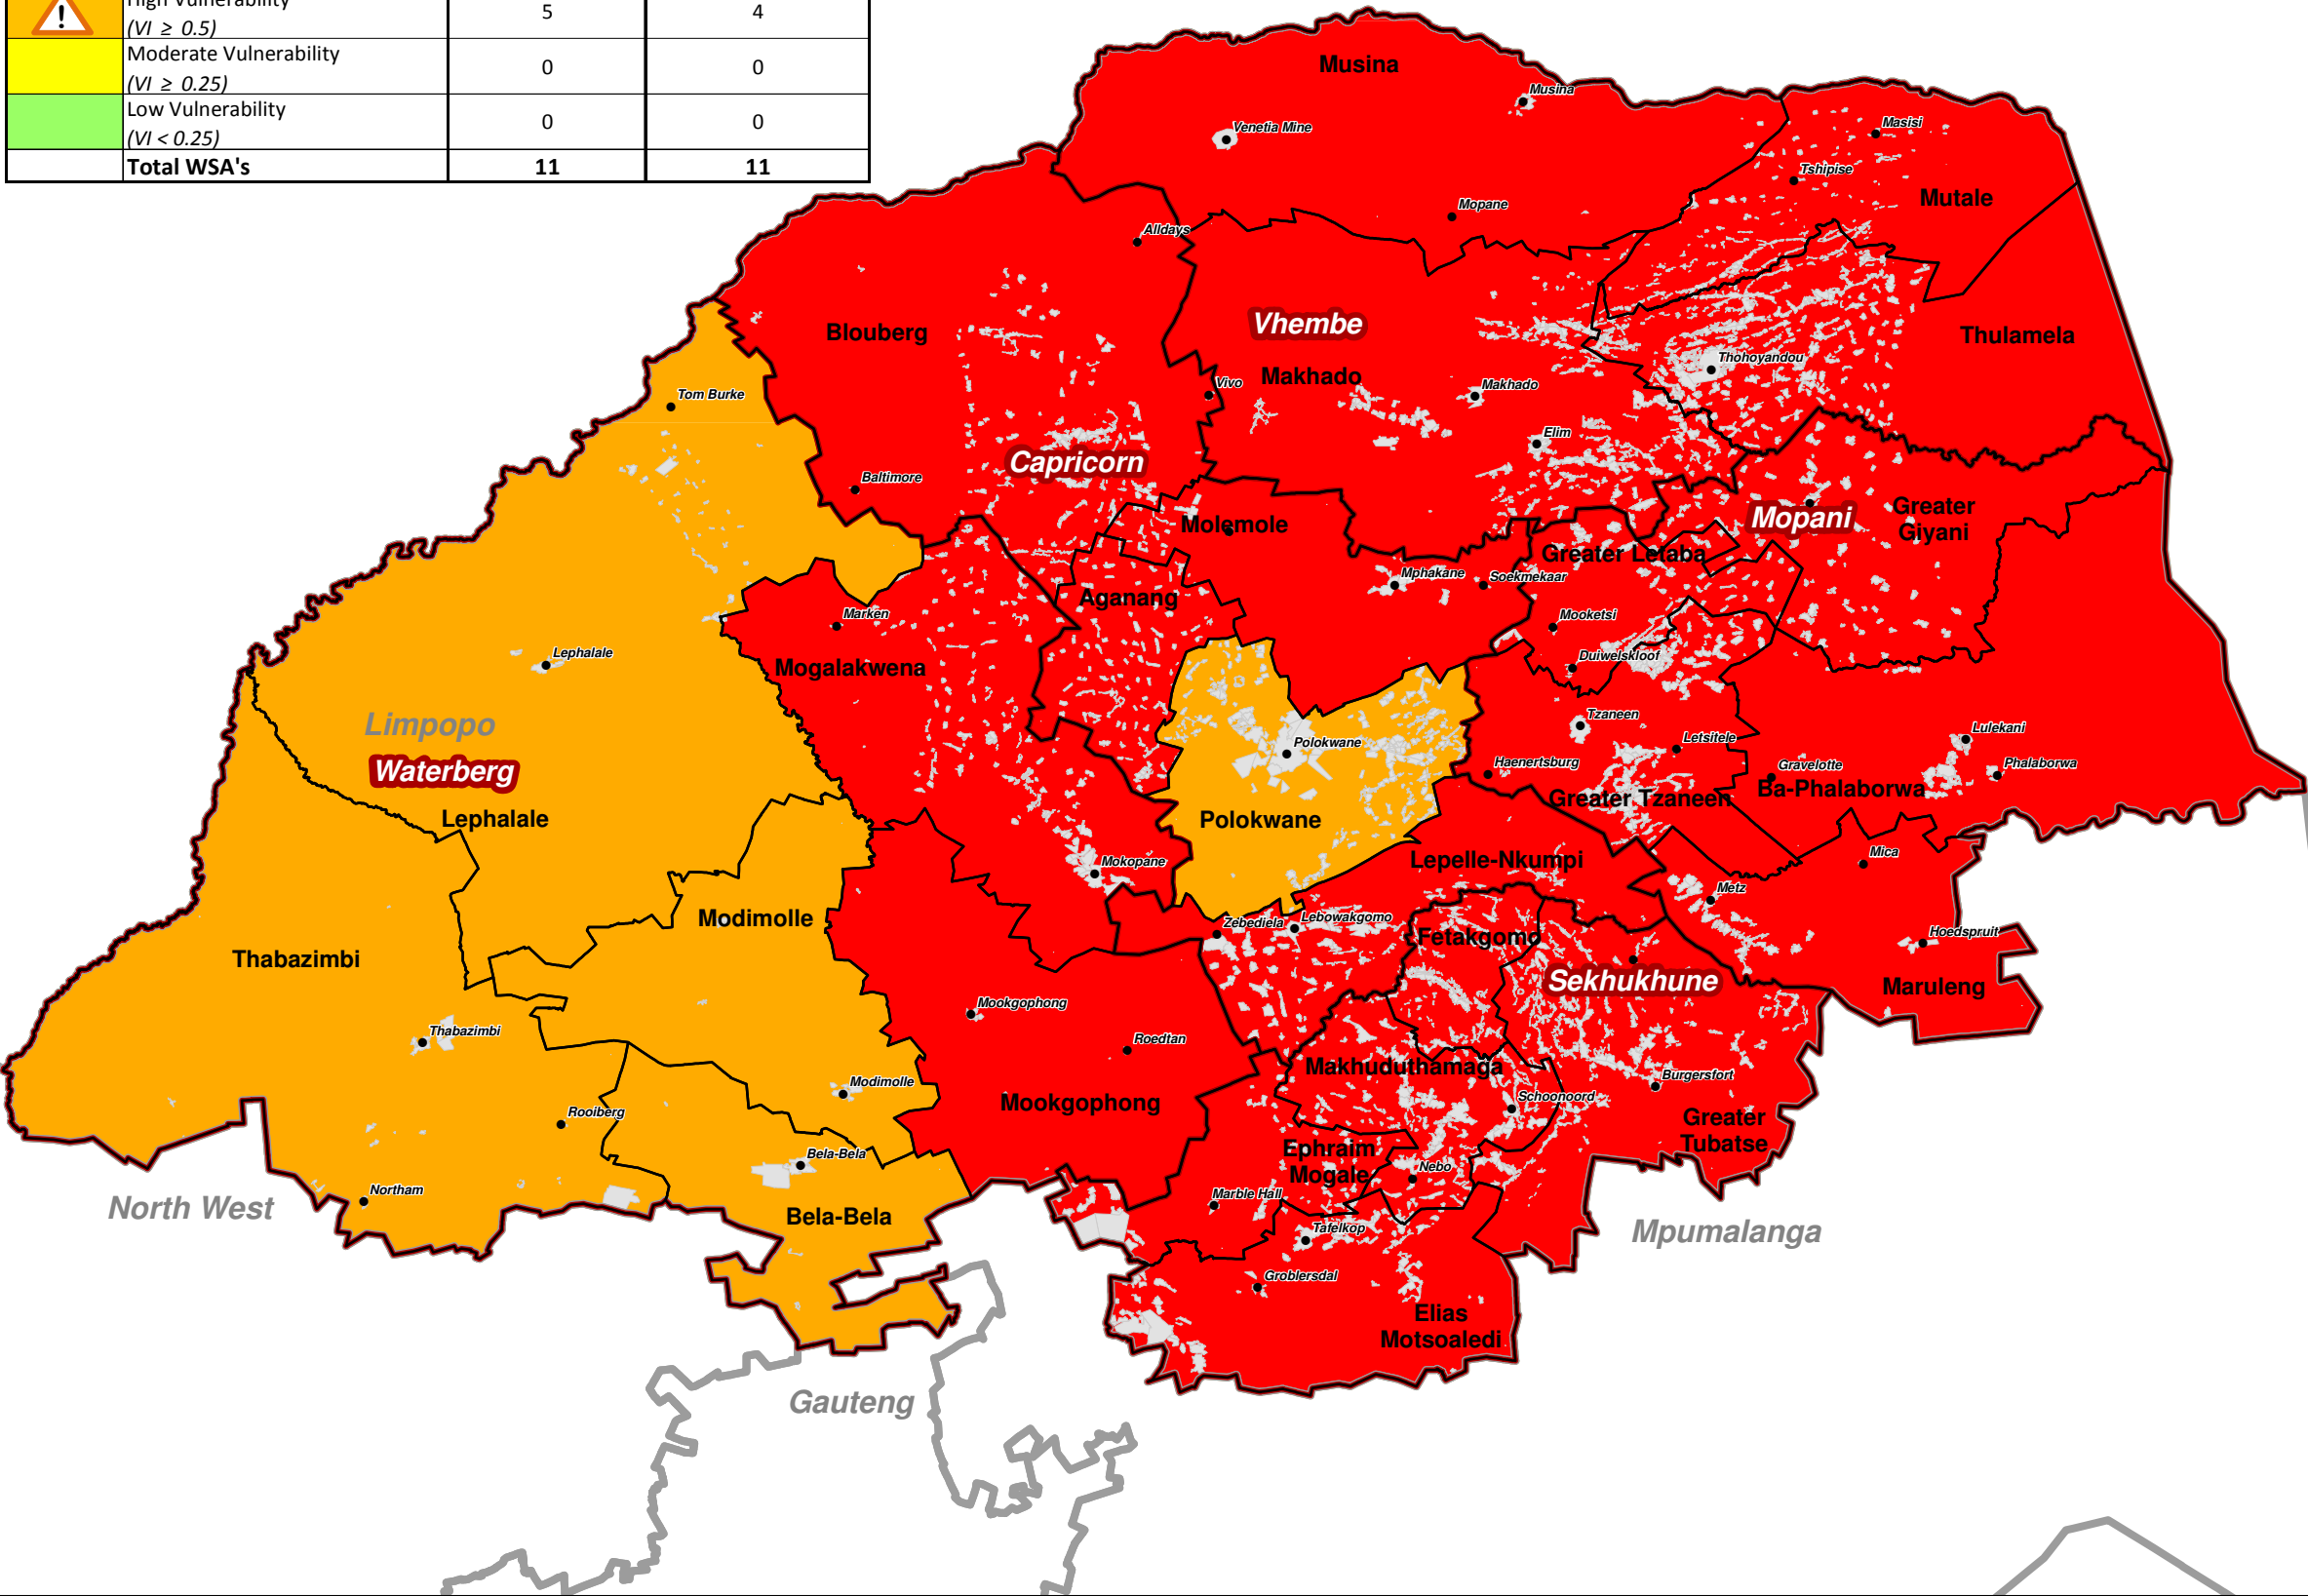 High Vulnerability 5 4
(VI ≥ 0.5)
Moderate Vulnerability 0 0
(VI ≥ 0.25)
Low Vulnerability 0 0
(VI < 0.25)
Total WSA's 11 11
Musina
Musina
Venetia Mine
Masisi
Tshipise
Mutale
Mopane
Alldays
Blouberg
Vhembe
Thulamela
Thohoyandou
Makhado
Vivo
Makhado
Tom Burke
Elim
Capricorn
Baltimore
Mopani
Greater
Giyani
Molemole
Greater Letaba
Mphakane
Soekmekaar
Aganang
Marken
Mooketsi
Lephalale
Mogalakwena
Duiwelskloof
Limpopo
Tzaneen
Lulekani
Polokwane
Letsitele
Waterberg
Haenertsburg
Gravelotte
Phalaborwa
Ba-Phalaborwa
Greater Tzaneen
Lephalale
Polokwane
Mokopane
Lepelle-Nkumpi
Mica
Metz
Modimolle
Zebediela
Lebowakgomo
Fetakgomo
Hoedspruit
Thabazimbi
Sekhukhune
Maruleng
Mookgophong
Thabazimbi
Roedtan
Makhuduthamaga
Burgersfort
Modimolle
Schoonoord
Mookgophong
Rooiberg
Greater
Tubatse
Bela-Bela
Ephraim
Mogale
Nebo
Northam
Marble Hall
North West
Bela-Bela
Tafelkop
Mpumalanga
Groblersdal
Elias
Motsoaledi
Gauteng